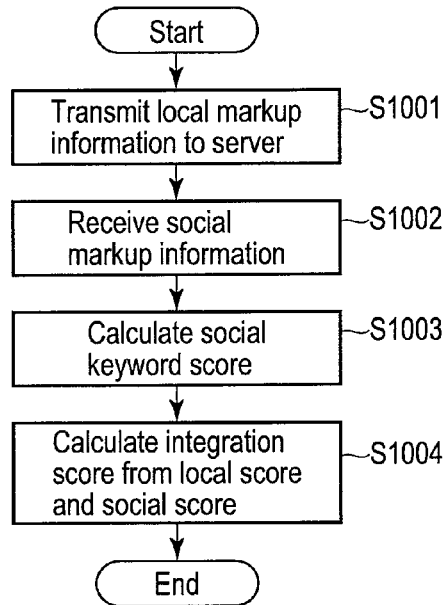 Start
Transmit local markup
information to server
S1001
Receive social
markup information
S1002
Calculate social
keyword score
S1003
Calculate integration
score from local score
and social score
S1004
End